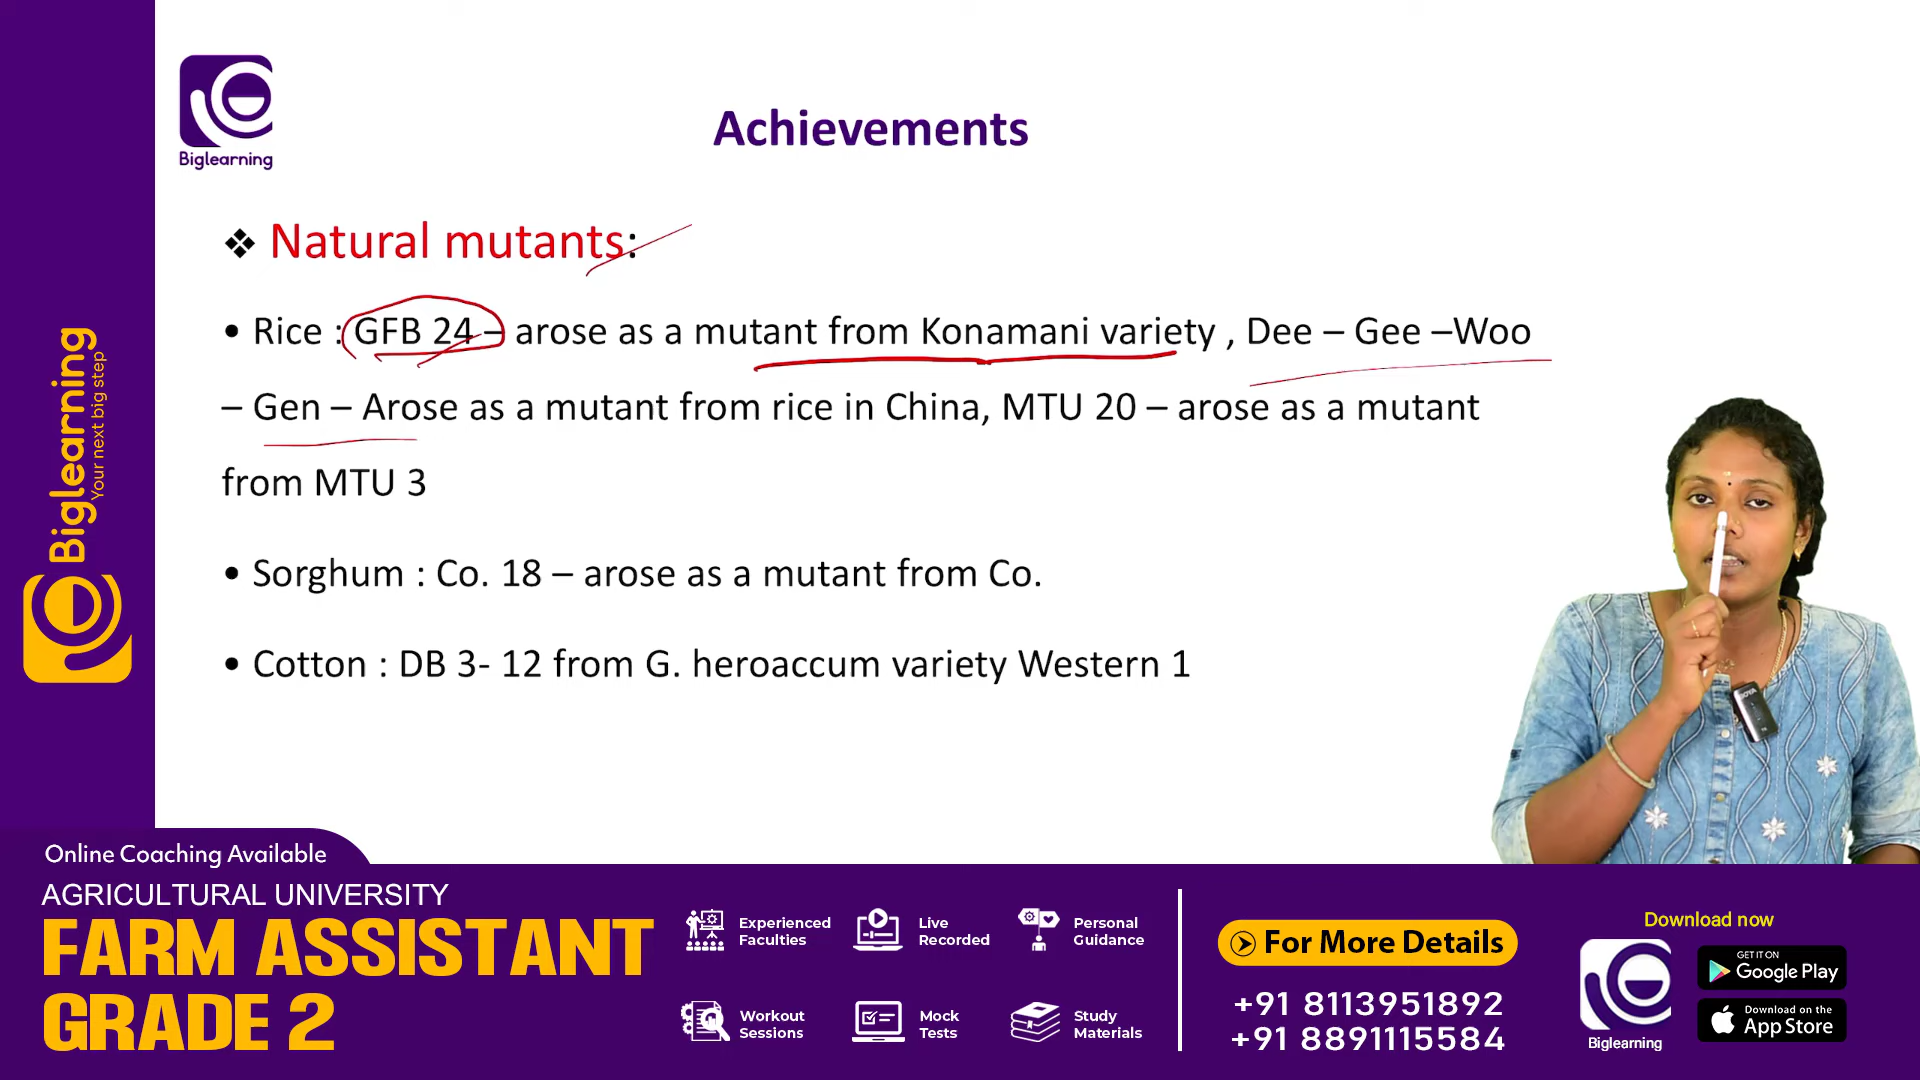 Biglearning
Achievements
❖ Natural mutants:
• Rice : GFB 24 – arose as a mutant from Konamani variety , Dee – Gee –Woo
– Gen – Arose as a mutant from rice in China, MTU 20 – arose as a mutant
from MTU 3
• Sorghum : Co. 18 – arose as a mutant from Co.
• Cotton : DB 3- 12 from G. heroaccum variety Western 1
Biglearning
Your next big step
Online Coaching Available
AGRICULTURAL UNIVERSITY
FARM ASSISTANT
GRADE 2
Experienced
Faculties
Live
Recorded
Personal
Guidance
Workout
Sessions
Mock
Tests
Study
Materials
For More Details
+91 8113951892
+91 8891115584
Download now
Biglearning
GET IT ON
Google Play
Download on the
App Store